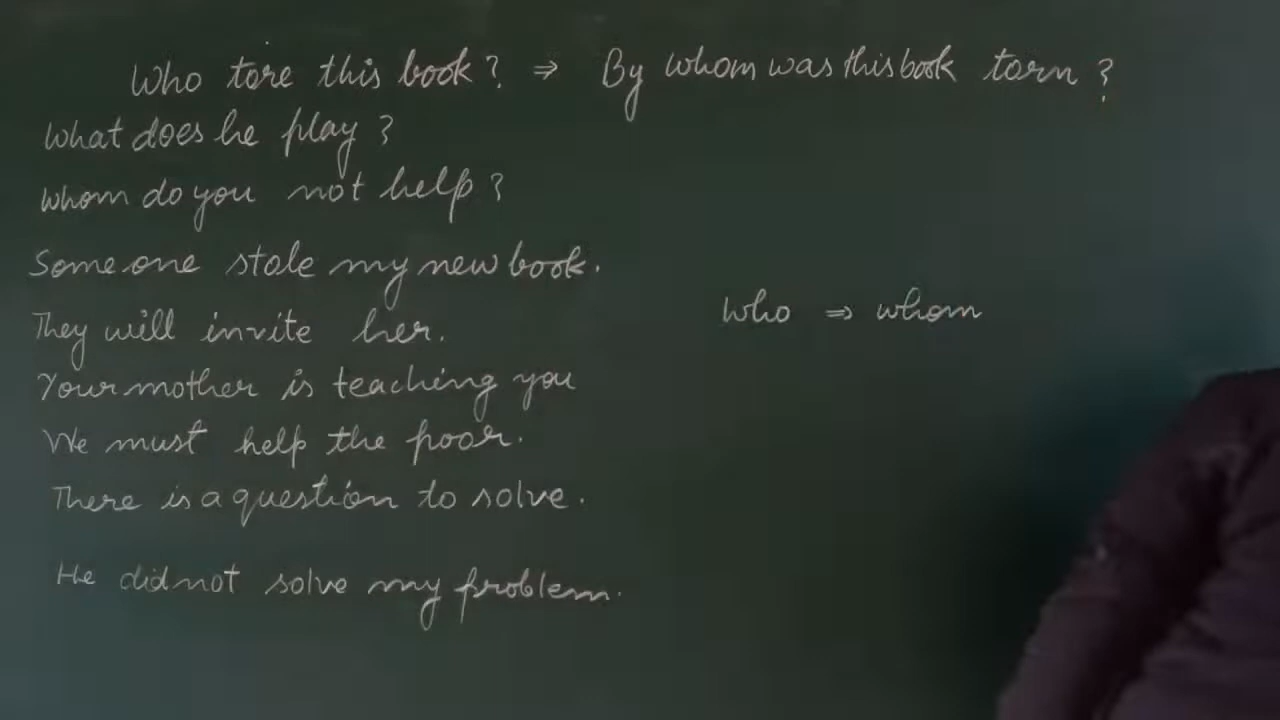 Who tore this book? ⇒ By whom was this book torn?
What does he play?
Whom do you not help?
Someone stole my new book.
They will invite her.
who ⇒ whom
Your mother is teaching you
We must help the poor.
There is a question to solve.
He did not solve my problem.